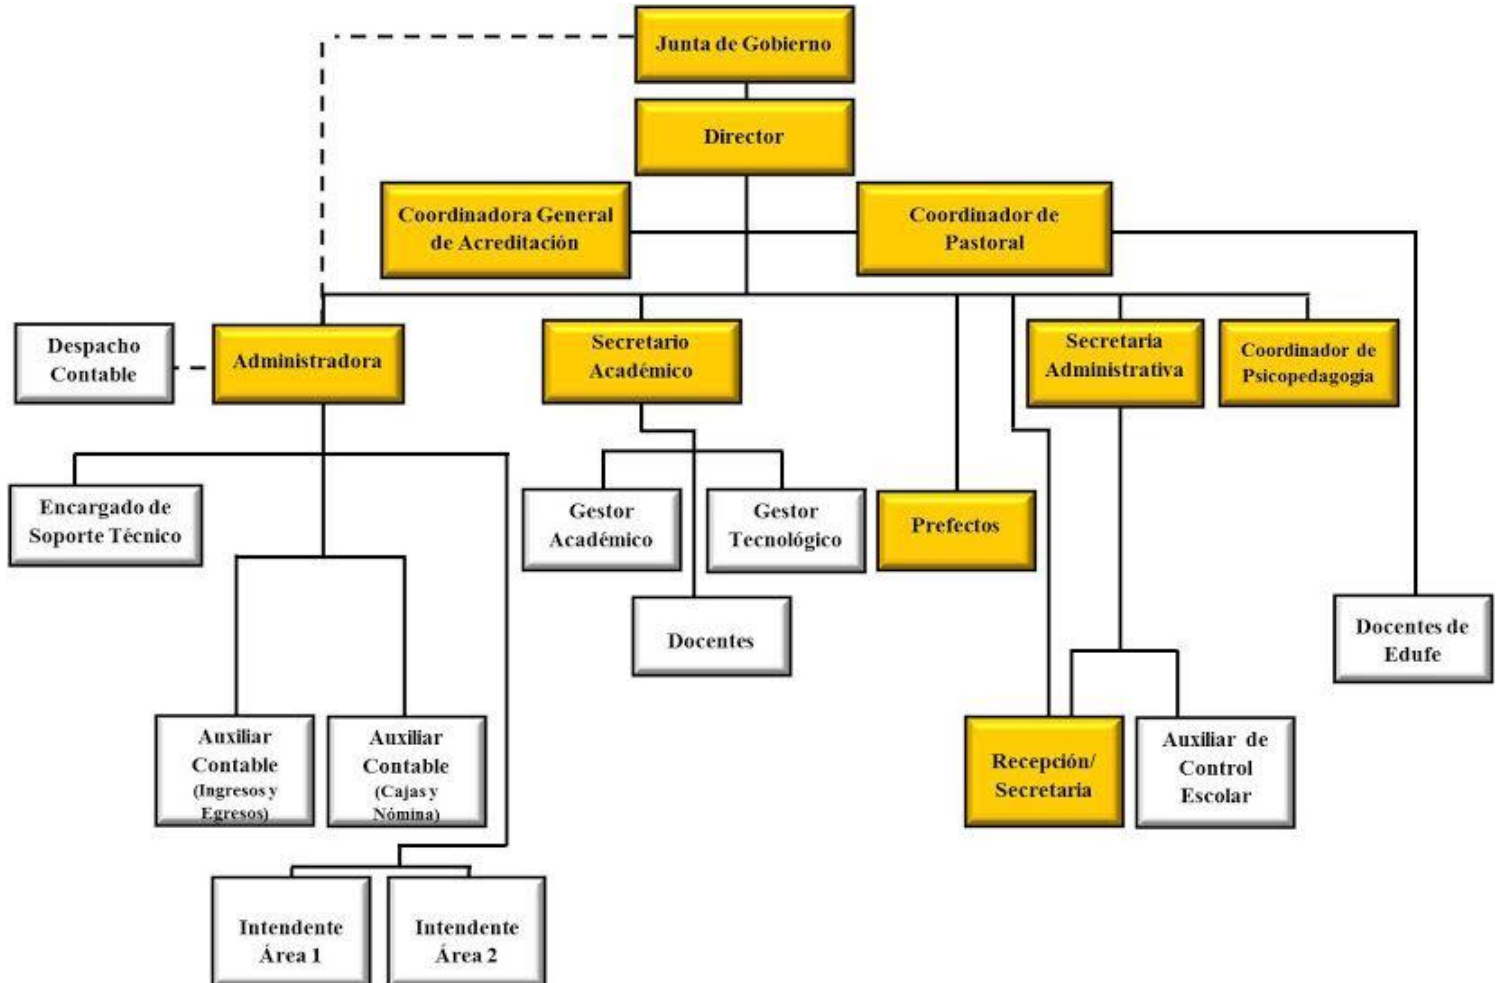 Junta de Gobierno
Director
Coordinadora General
de Acreditación
Coordinador de
Pastoral
Despacho
Contable
Administradora
Secretario
Académico
Secretaria
Administrativa
Coordinador de
Psicopedagogía
Encargado de
Soporte Técnico
Gestor
Académico
Gestor
Tecnológico
Prefectos
Docentes
Docentes de
Edufe
Auxiliar
Contable
(Ingresos y
Egresos)
Auxiliar
Contable
(Cajas y
Nómina)
Recepción/
Secretaria
Auxiliar de
Control
Escolar
Intendente
Área 1
Intendente
Área 2